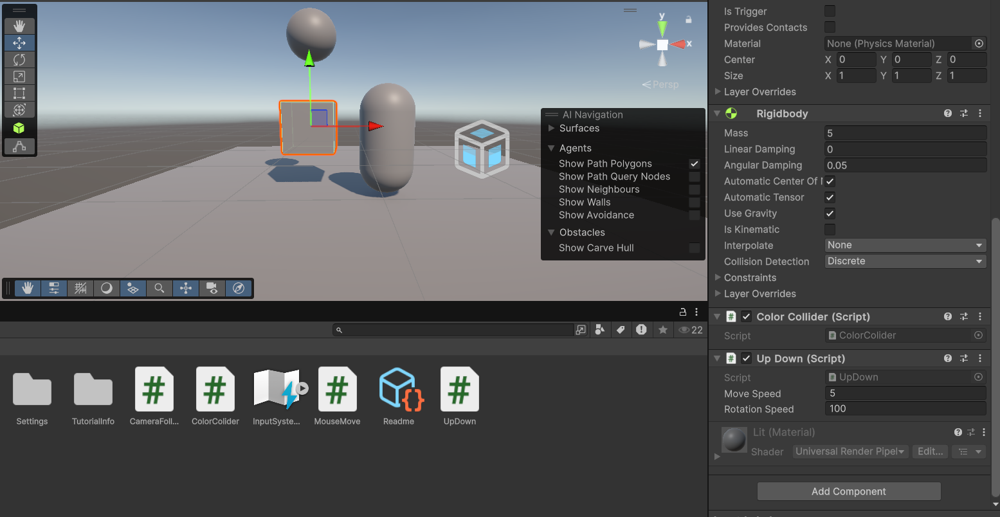 y
x
Persp
AI Navigation
Surfaces
Agents
Show Path Polygons
Show Path Query Nodes
Show Neighbours
Show Walls
Show Avoidance
Obstacles
Show Carve Hull
22
Settings
TutorialInfo
CameraFoll...
ColorColider
InputSyste...
MouseMove
Readme
UpDown
Is Trigger
Provides Contacts
Material None (Physics Material)
Center X 0 Y 0 Z 0
Size X 1 Y 1 Z 1
Layer Overrides
Rigidbody
Mass 5
Linear Damping 0
Angular Damping 0.05
Automatic Center Of
Automatic Tensor
Use Gravity
Is Kinematic
Interpolate None
Collision Detection Discrete
Constraints
Layer Overrides
# Color Collider (Script)
Script ColorColider
# Up Down (Script)
Script UpDown
Move Speed 5
Rotation Speed 100
Lit (Material)
Shader Universal Render Pipel Edit...
Add Component